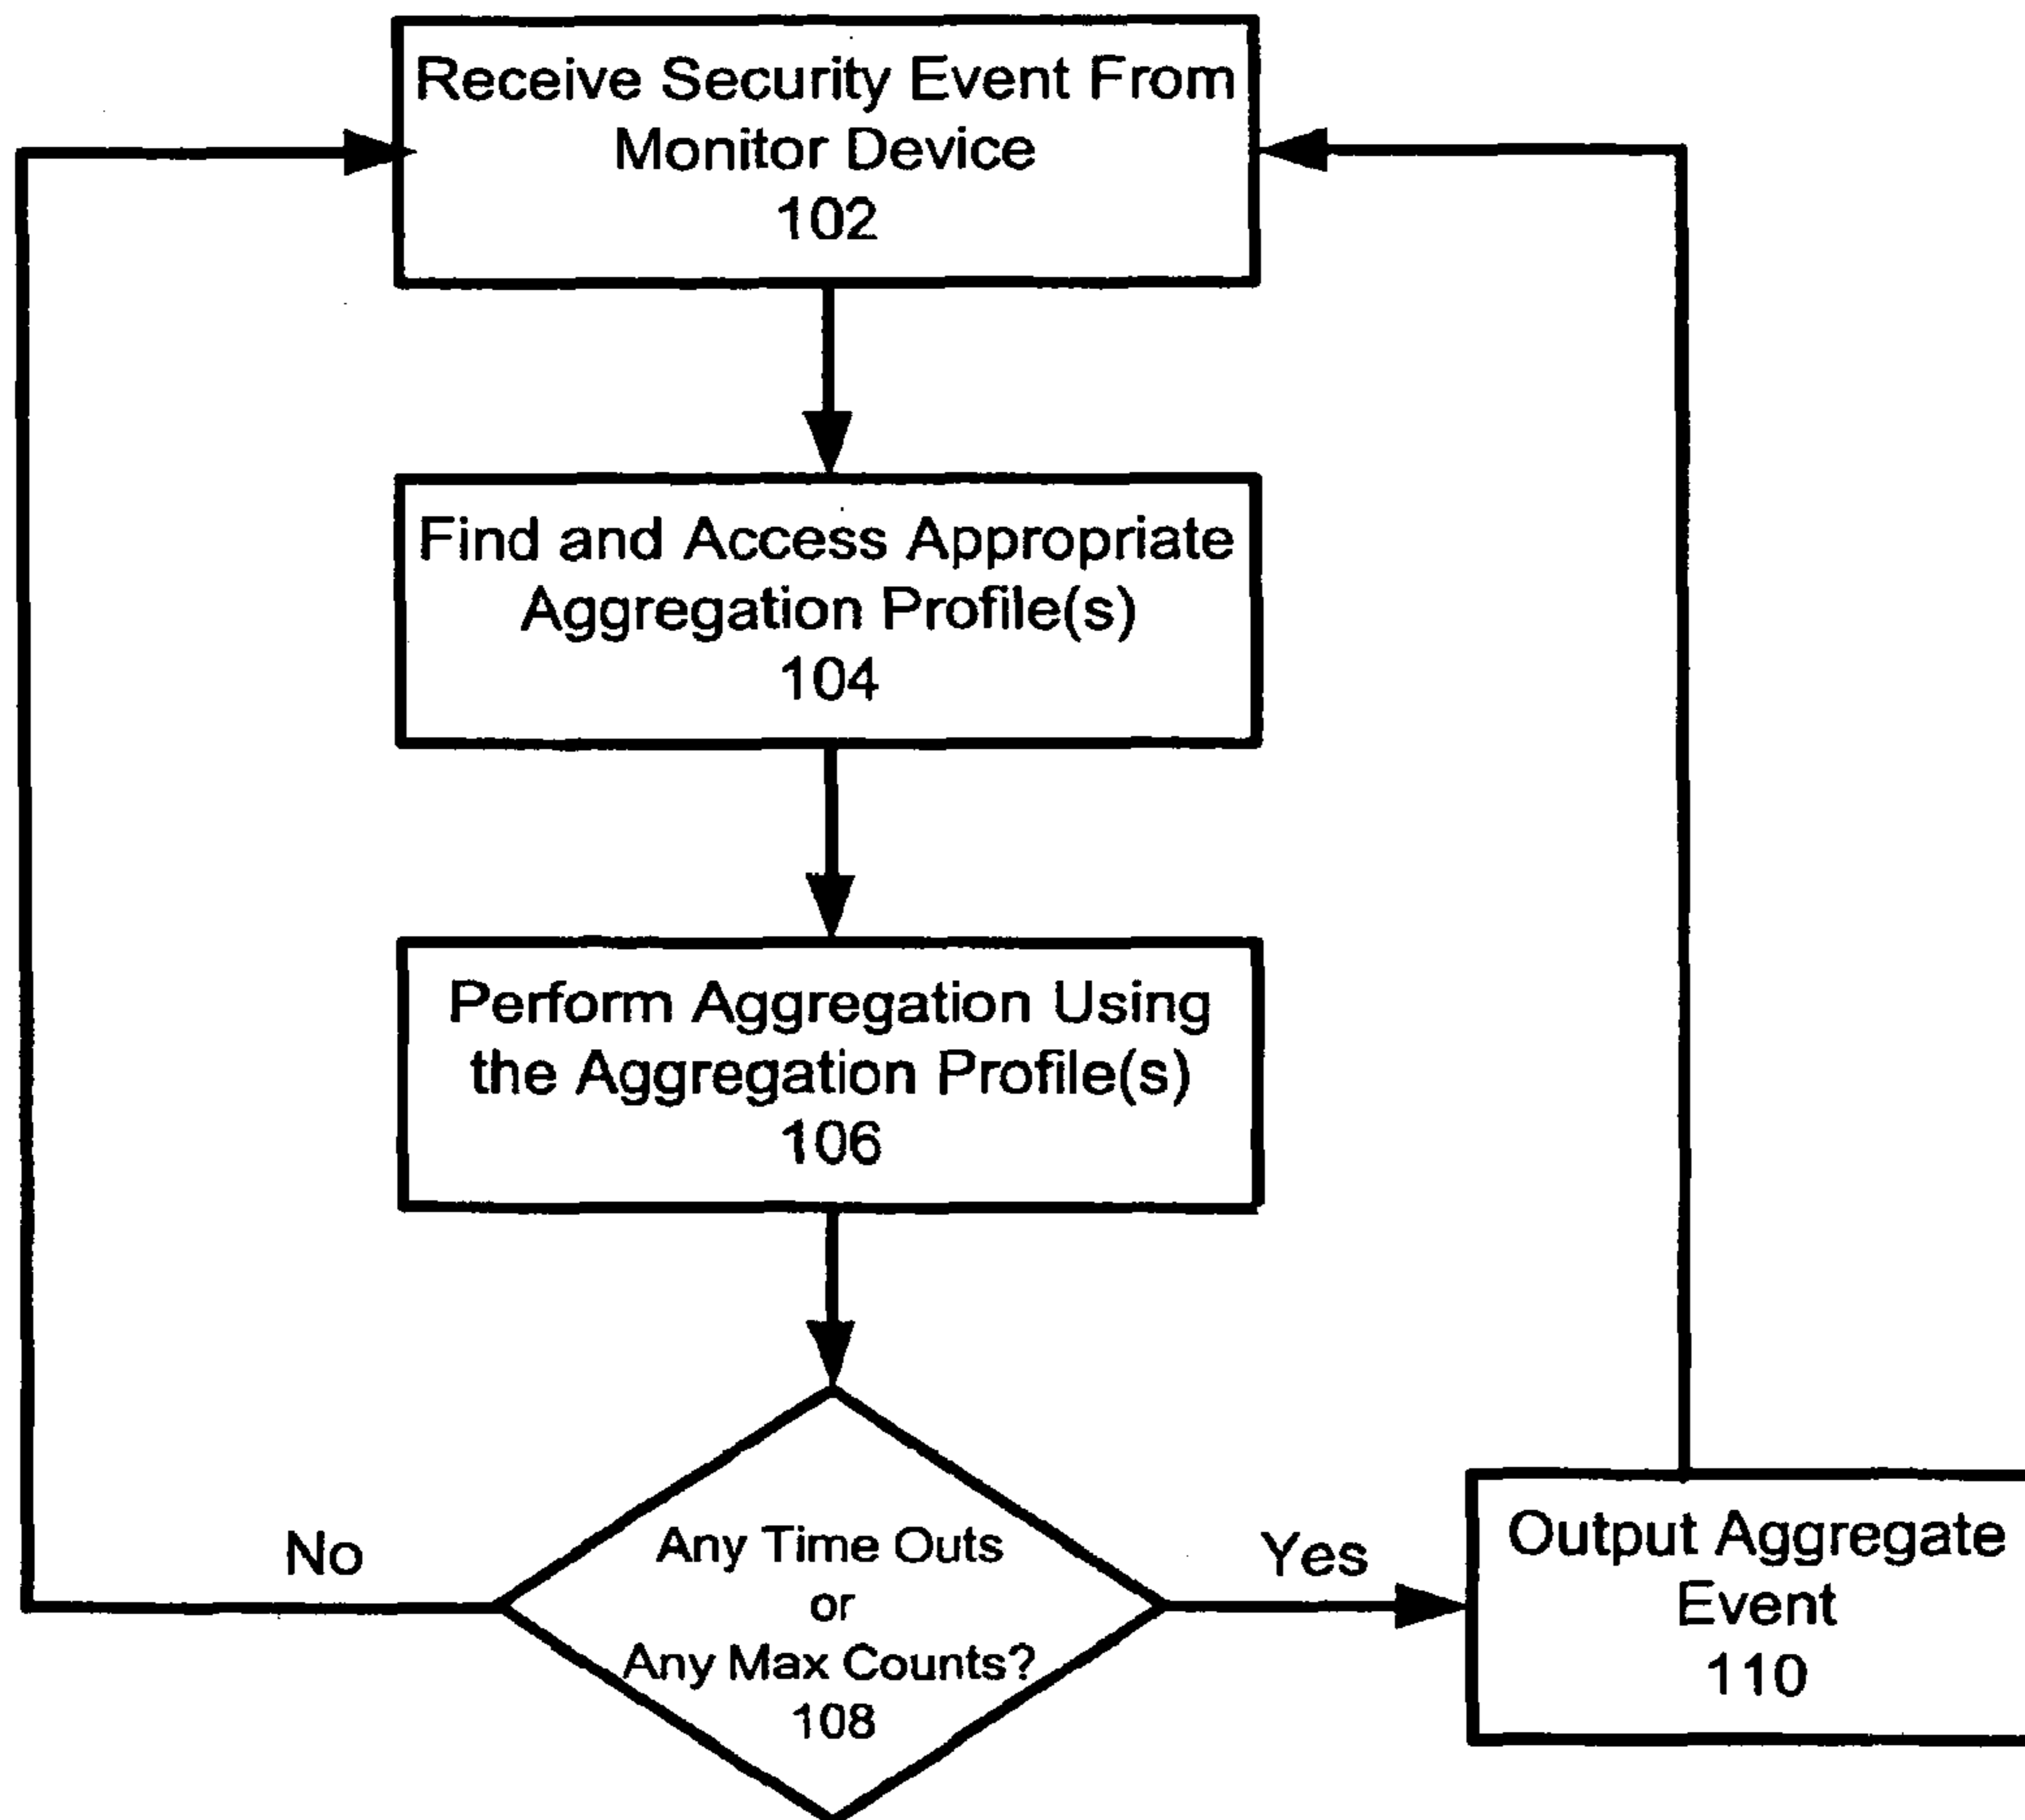 Receive Security Event From
Monitor Device
102
Find and Access Appropriate
Aggregation Profile(s)
104
Perform Aggregation Using
the Aggregation Profile(s)
106
Any Time Outs
or
Any Max Counts?
108
No
Yes
Output Aggregate
Event
110